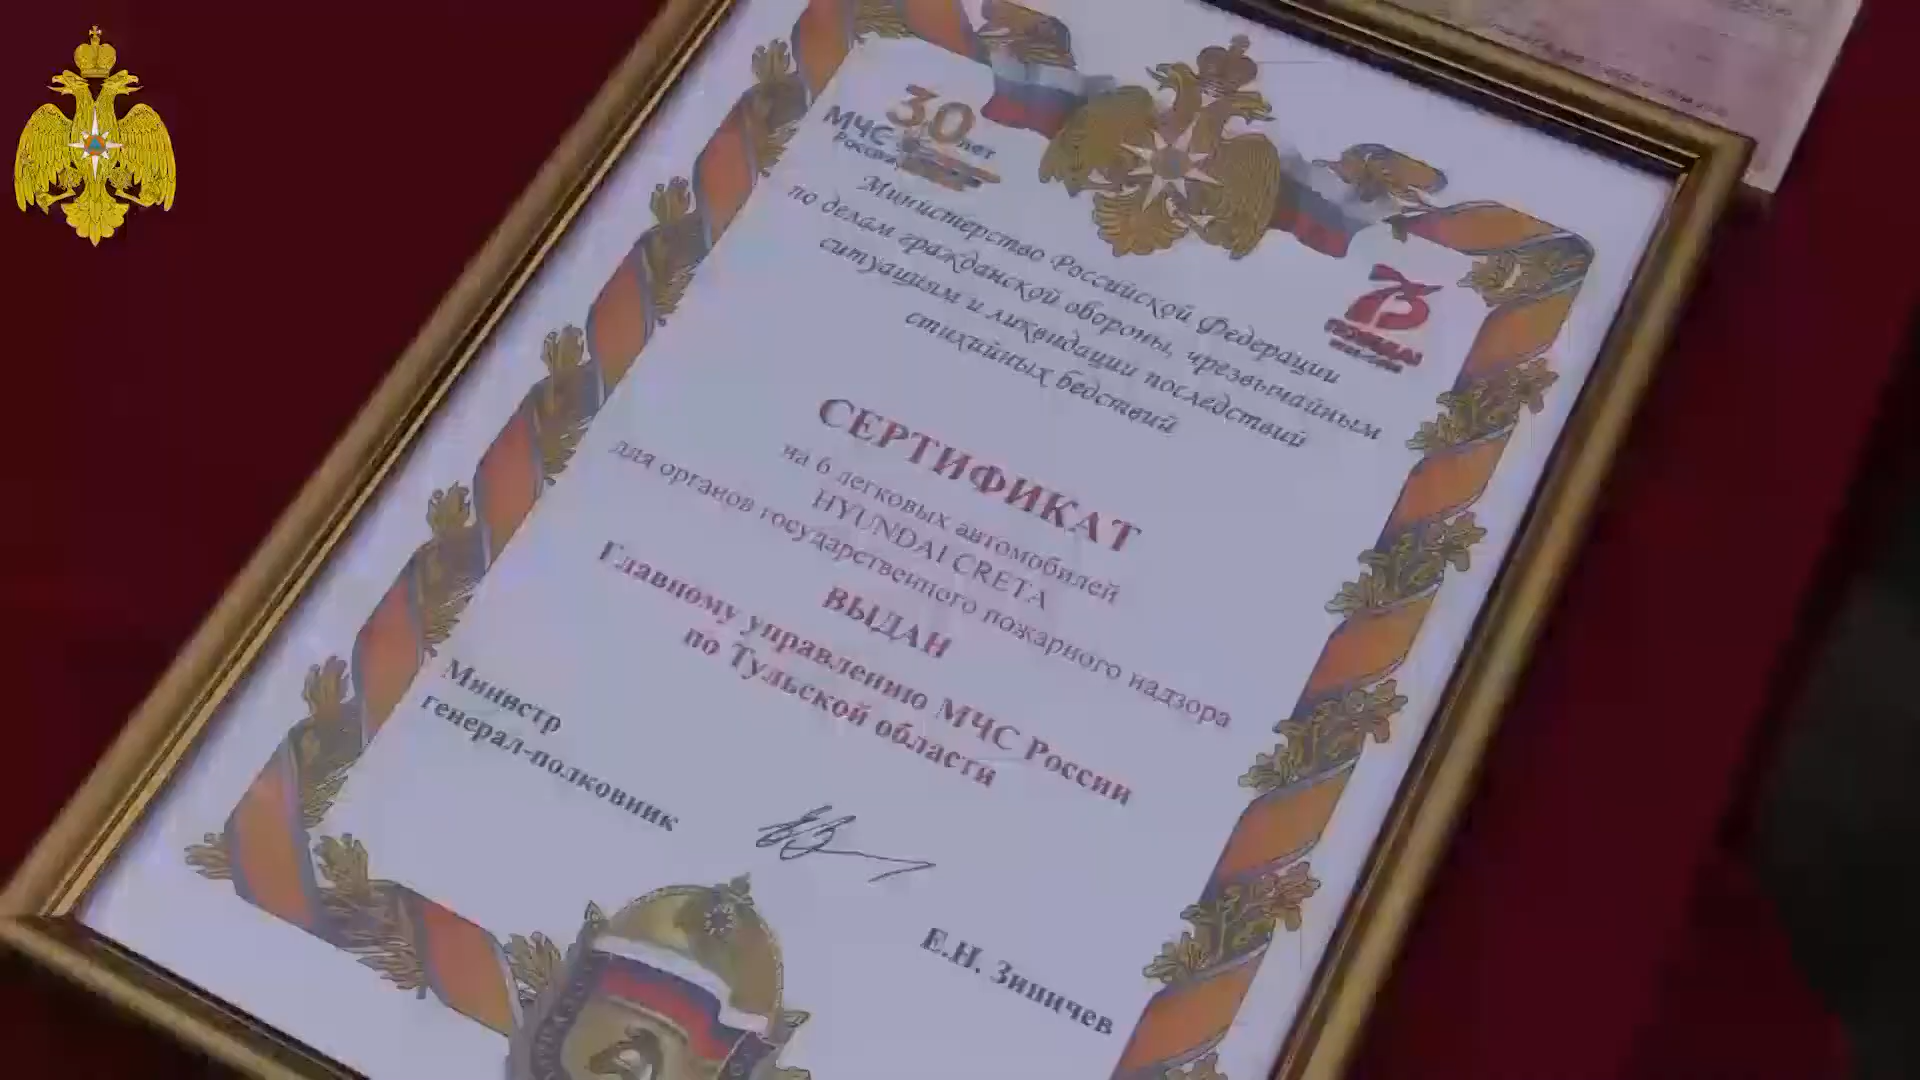 30 лет
МЧС
России
75
ПОБЕДА!
Министерство Российской Федерации
по делам гражданской обороны, чрезвычайным
ситуациям и ликвидации последствий
стихийных бедствий
СЕРТИФИКАТ
на 6 легковых автомобилей
HYUNDAI CRETA
для органов государственного пожарного надзора
ВЫДАН
Главному управлению МЧС России
по Тульской области
Министр
генерал-полковник
Е.Н. Зиничев